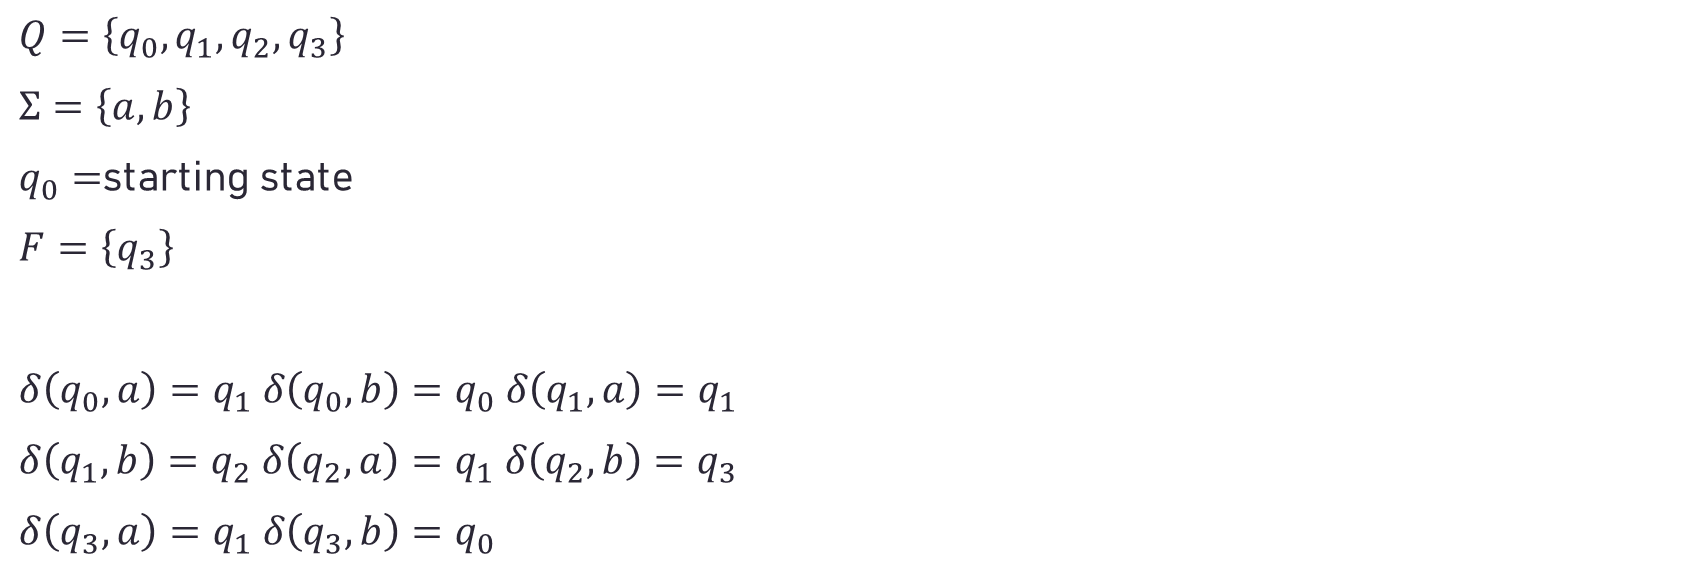 Q = {q₀, q₁, q₂, q₃}
Σ = {a, b}
q₀ =starting state
F = {q₃}
δ(q₀, a) = q₁ δ(q₀, b) = q₀ δ(q₁, a) = q₁
δ(q₁, b) = q₂ δ(q₂, a) = q₁ δ(q₂, b) = q₃
δ(q₃, a) = q₁ δ(q₃, b) = q₀